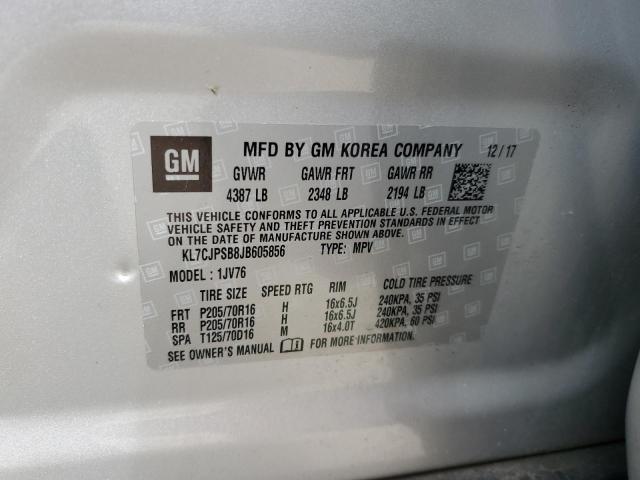 GM
MFD BY GM KOREA COMPANY 12/17
GVWR GAWR FRT GAWR RR
4387 LB 2348 LB 2194 LB
THIS VEHICLE CONFORMS TO ALL APPLICABLE U.S. FEDERAL MOTOR
VEHICLE SAFETY, BUMPER, AND THEFT PREVENTION STANDARDS IN EFFECT
ON THE DATE OF MANUFACTURE SHOWN ABOVE.
KL7CJPSB8JB605856 TYPE: MPV
MODEL : 1JV76
TIRE SIZE SPEED RTG RIM COLD TIRE PRESSURE
FRT P205/70R16 H 16x6.5J 240KPA, 35 PSI
RR P205/70R16 H 16x6.5J 240KPA, 35 PSI
SPA T125/70D16 M 16x4.0T 420KPA, 60 PSI
SEE OWNER'S MANUAL FOR MORE INFORMATION.